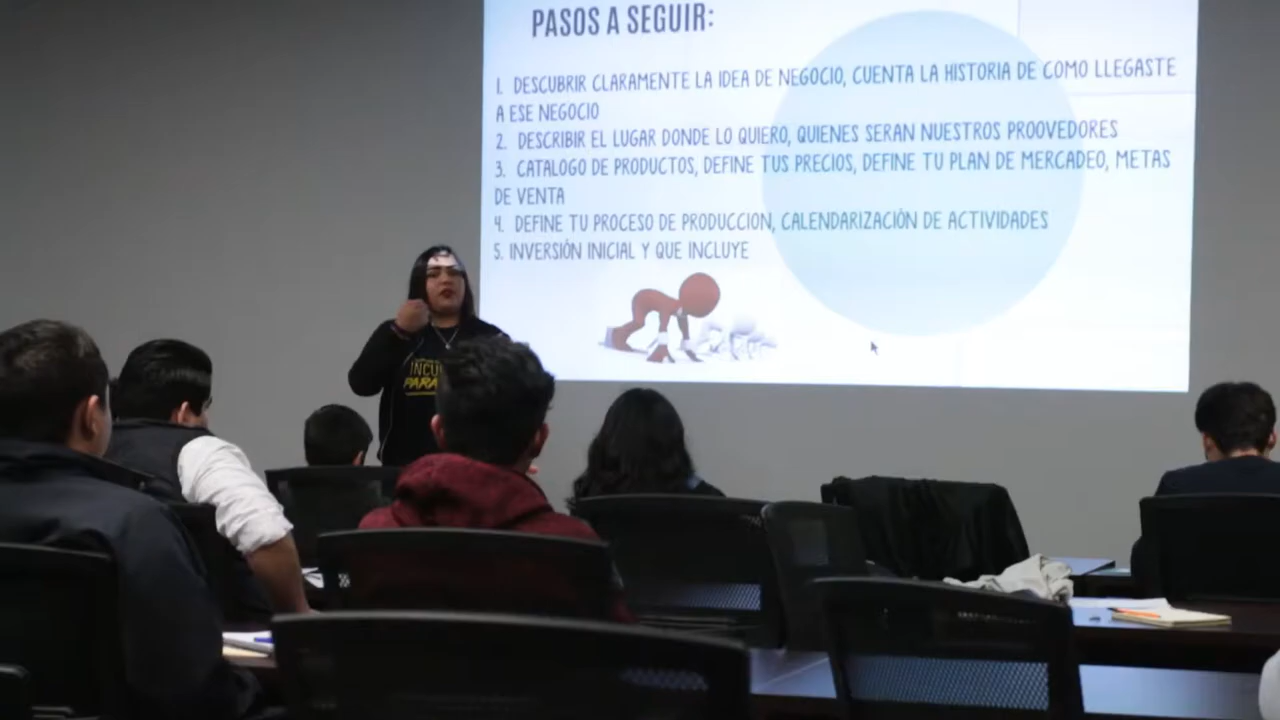 PASOS A SEGUIR:
1. DESCUBRIR CLARAMENTE LA IDEA DE NEGOCIO, CUENTA LA HISTORIA DE COMO LLEGASTE
A ESE NEGOCIO
2. DESCRIBIR EL LUGAR DONDE LO QUIERO, QUIENES SERAN NUESTROS PROOVEDORES
3. CATALOGO DE PRODUCTOS, DEFINE TUS PRECIOS, DEFINE TU PLAN DE MERCADEO, METAS
DE VENTA
4. DEFINE TU PROCESO DE PRODUCCION, CALENDARIZACIÓN DE ACTIVIDADES
5. INVERSIÓN INICIAL Y QUE INCLUYE